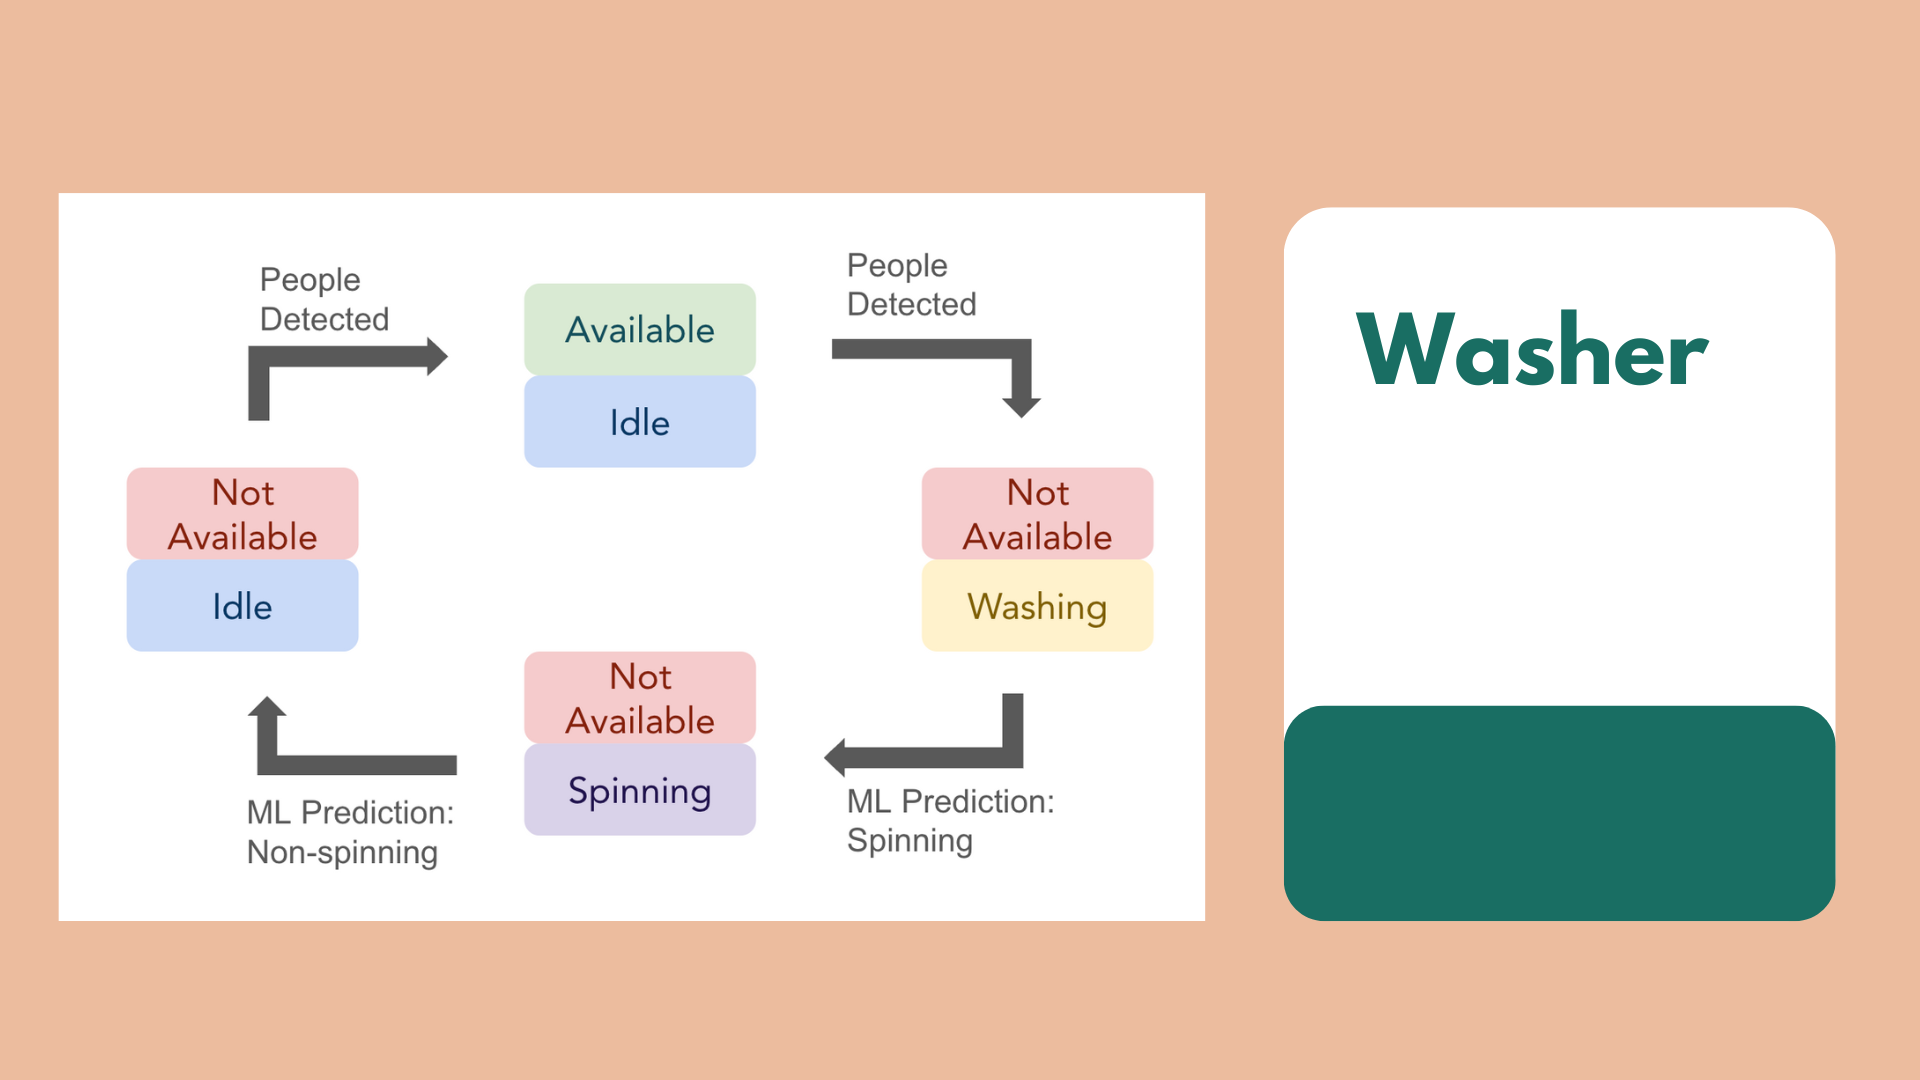 People
Detected
Available
Idle
People
Detected
Not
Available
Idle
Not
Available
Washing
Not
Available
Spinning
ML Prediction:
Non-spinning
ML Prediction:
Spinning
Washer